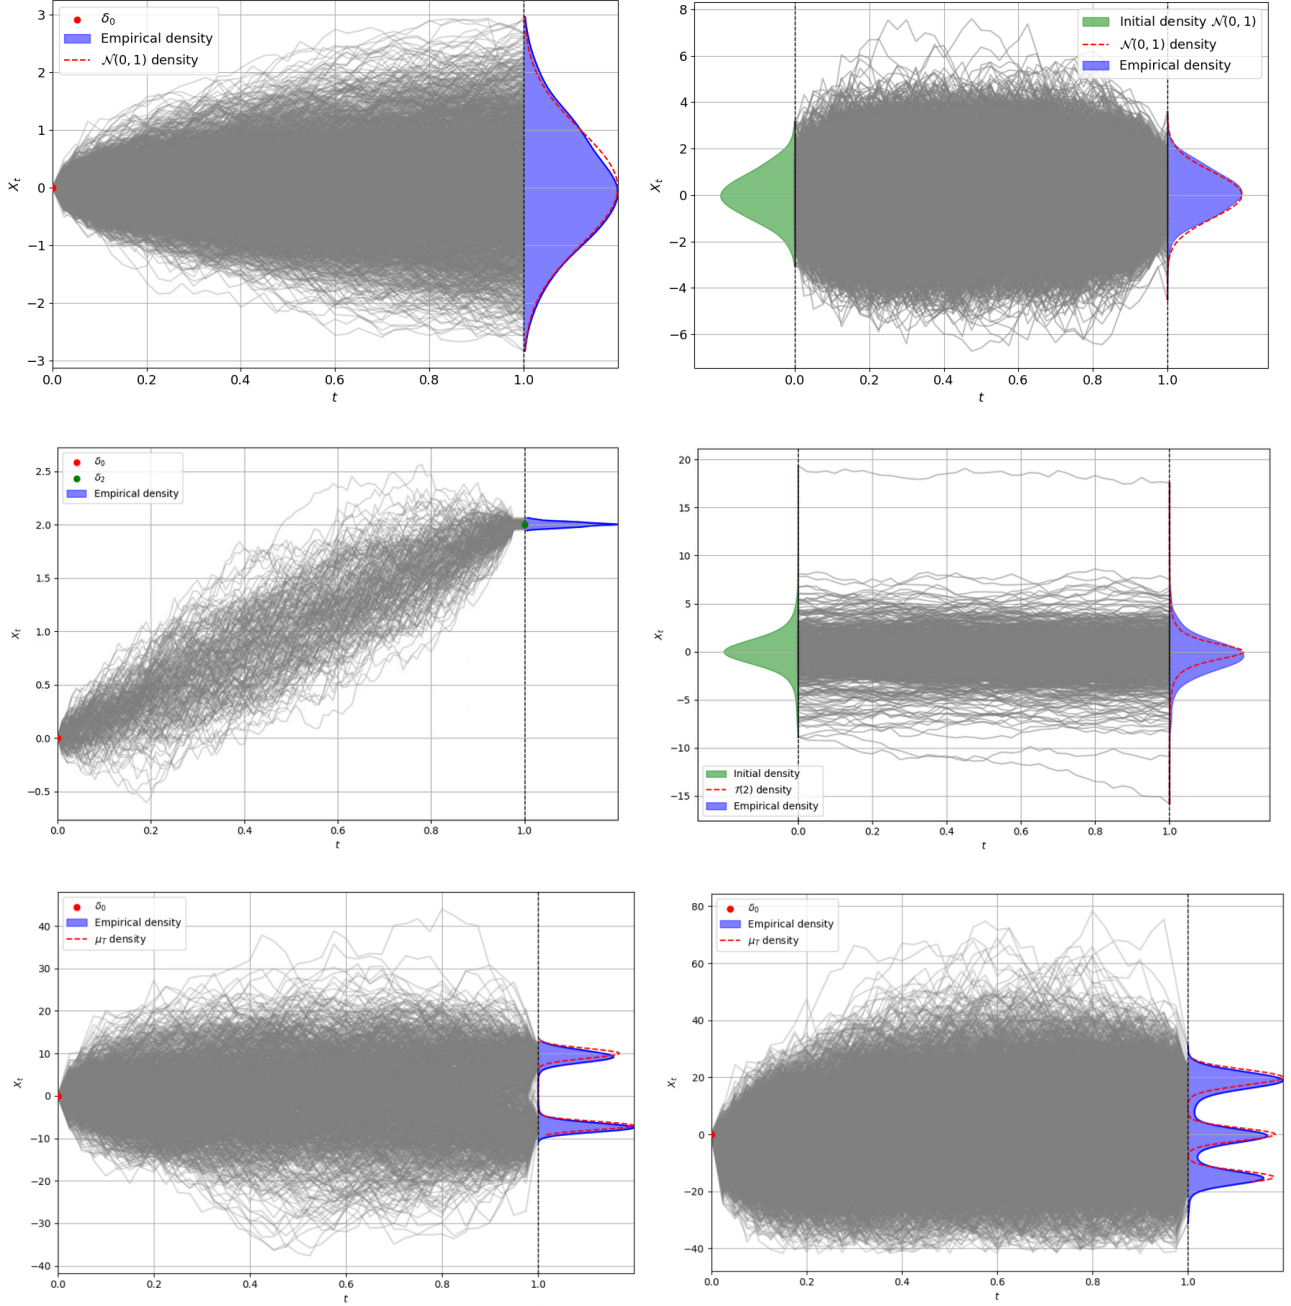 δ₀
Empirical density
𝒩(0, 1) density
3
2
1
0
−1
−2
−3
Xₜ
0.0 0.2 0.4 0.6 0.8 1.0
t
Initial density 𝒩(0, 1)
𝒩(0, 1) density
Empirical density
8
6
4
2
0
−2
−4
−6
Xₜ
0.0 0.2 0.4 0.6 0.8 1.0
t
δ₀
δ₂
Empirical density
2.5
2.0
1.5
1.0
0.5
0.0
−0.5
Xₜ
0.0 0.2 0.4 0.6 0.8 1.0
t
20
15
10
5
0
−5
−10
−15
Xₜ
Initial density
𝒯(2) density
Empirical density
0.0 0.2 0.4 0.6 0.8 1.0
t
δ₀
Empirical density
μ_T density
40
30
20
10
0
−10
−20
−30
−40
Xₜ
0.0 0.2 0.4 0.6 0.8 1.0
t
δ₀
Empirical density
μ_T density
80
60
40
20
0
−20
−40
Xₜ
0.0 0.2 0.4 0.6 0.8 1.0
t